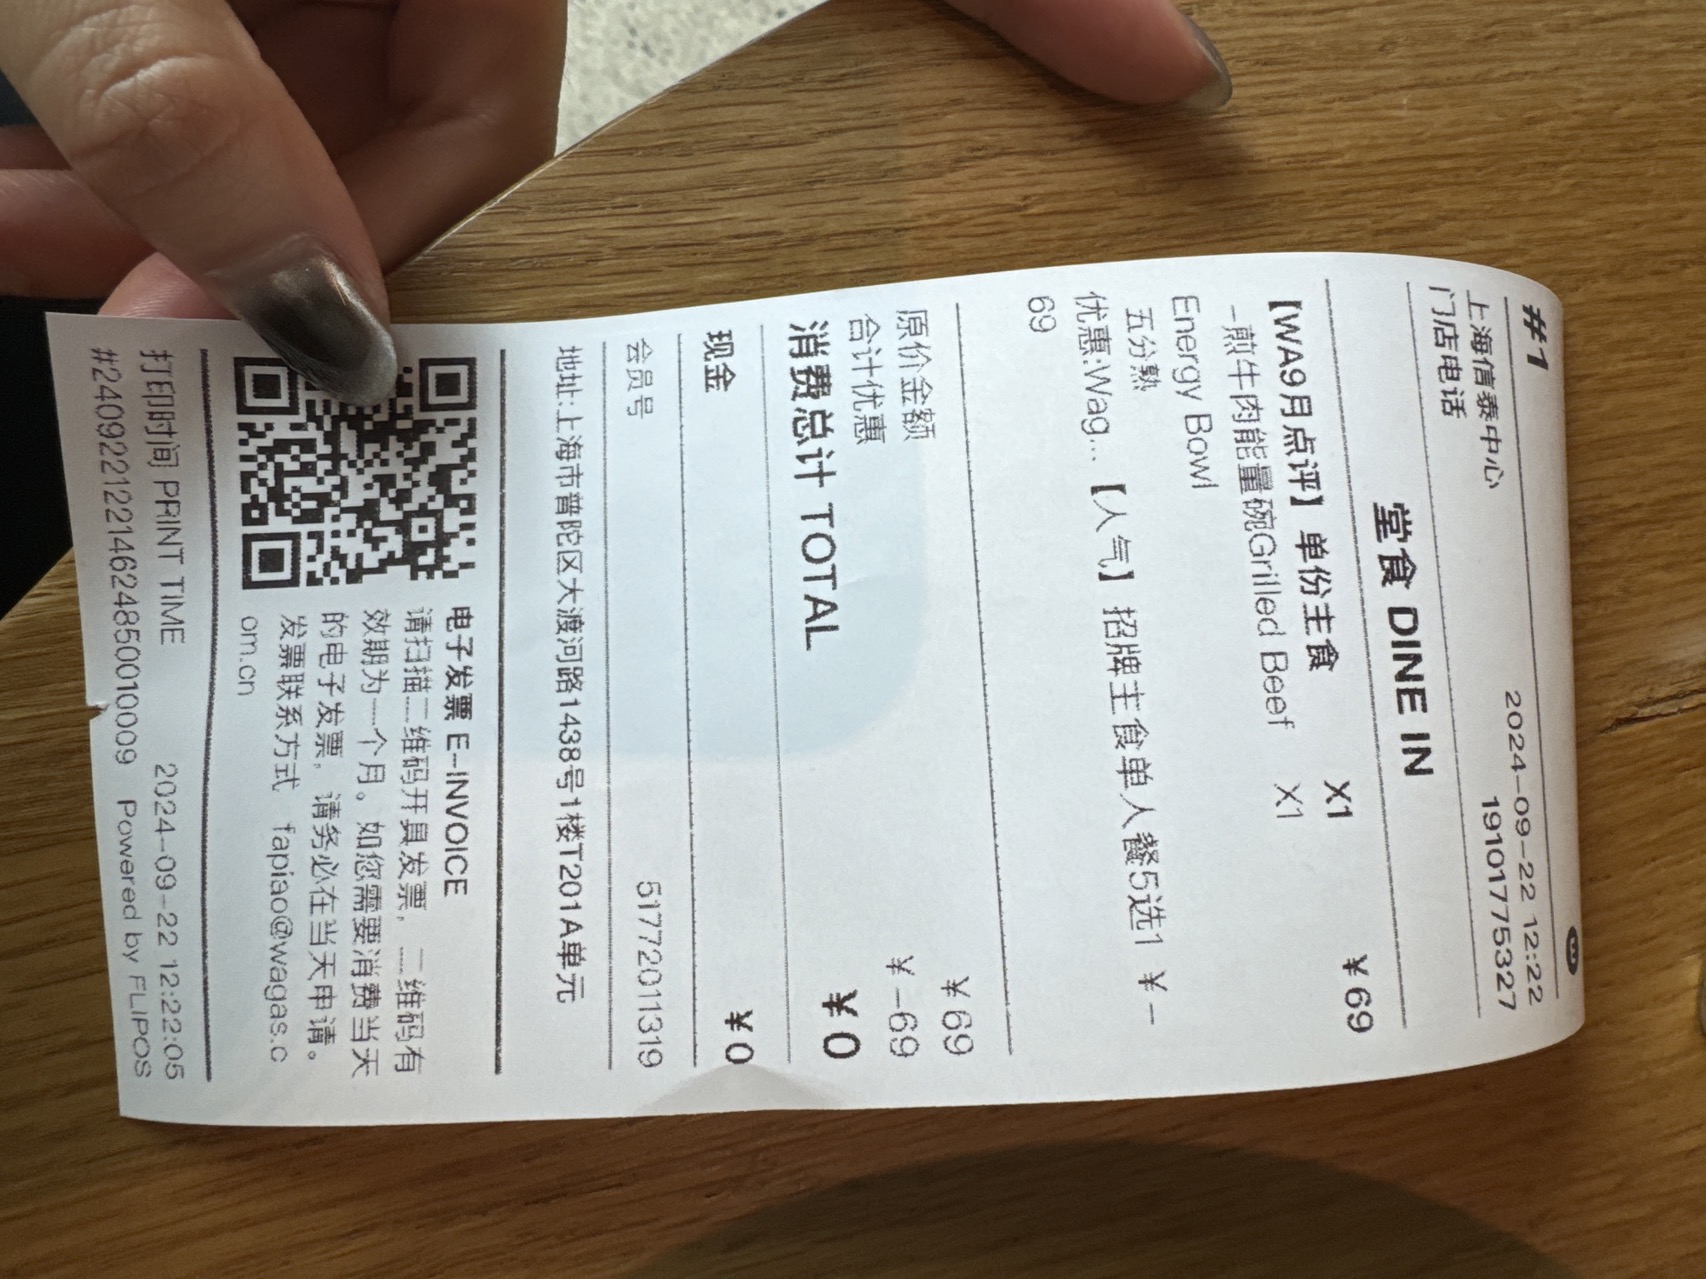 #1
上海信泰中心 2024-09-22 12:22
门店电话 19101775327
堂食 DINE IN
【WA9月点评】单份主食 X1 ¥69
-煎牛肉能量碗Grilled Beef X1
Energy Bowl
五分熟
优惠:Wag...【人气】招牌主食单人餐5选1 ¥-
69
原价金额 ¥69
合计优惠 ¥-69
消费总计 TOTAL ¥0
现金 ¥0
会员号 51772011319
地址:上海市普陀区大渡河路1438号1楼T201A单元
电子发票 E-INVOICE
请扫描二维码开具发票,二维码有
效期为一个月。如您需要消费当天
的电子发票,请务必在当天申请。
发票联系方式 fapiao@wagas.c
om.cn
打印时间 PRINT TIME 2024-09-22 12:22:05
#24092212214624850010009 Powered by FLIPOS